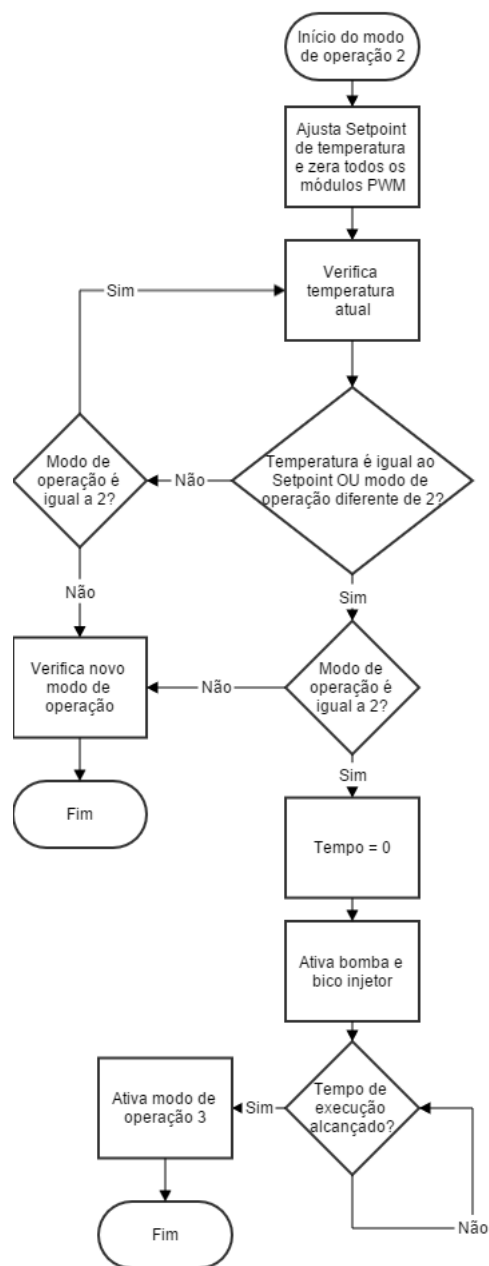 Início do modo
de operação 2
Ajusta Setpoint
de temperatura
e zera todos os
módulos PWM
Sim
Verifica
temperatura
atual
Modo de
operação é
igual a 2?
Não
Temperatura é igual ao
Setpoint OU modo de
operação diferente de 2?
Não
Sim
Verifica novo
modo de
operação
Não
Modo de
operação é
igual a 2?
Sim
Fim
Tempo = 0
Ativa bomba e
bico injetor
Ativa modo de
operação 3
Sim
Tempo de
execução
alcançado?
Não
Fim